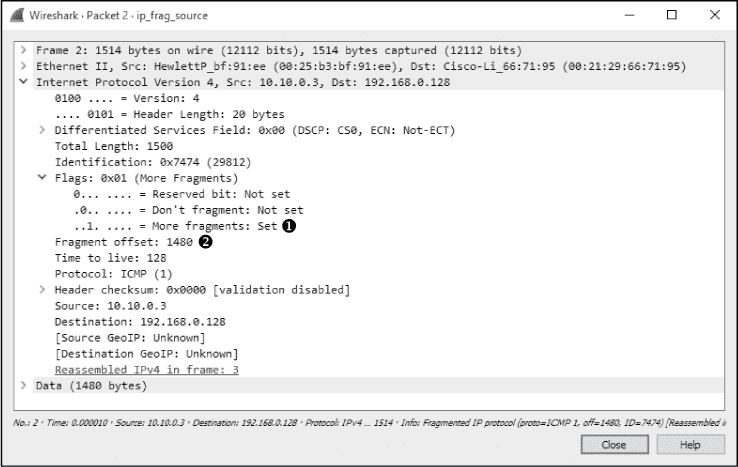 Wireshark · Packet 2 · ip_frag_source
Frame 2: 1514 bytes on wire (12112 bits), 1514 bytes captured (12112 bits)
Ethernet II, Src: HewlettP_bf:91:ee (00:25:b3:bf:91:ee), Dst: Cisco-Li_66:71:95 (00:21:29:66:71:95)
Internet Protocol Version 4, Src: 10.10.0.3, Dst: 192.168.0.128
0100 .... = Version: 4
.... 0101 = Header Length: 20 bytes
Differentiated Services Field: 0x00 (DSCP: CS0, ECN: Not-ECT)
Total Length: 1500
Identification: 0x7474 (29812)
Flags: 0x01 (More Fragments)
0... .... = Reserved bit: Not set
.0.. .... = Don't fragment: Not set
..1. .... = More fragments: Set ❶
Fragment offset: 1480 ❷
Time to live: 128
Protocol: ICMP (1)
Header checksum: 0x0000 [validation disabled]
Source: 10.10.0.3
Destination: 192.168.0.128
[Source GeoIP: Unknown]
[Destination GeoIP: Unknown]
Reassembled IPv4 in frame: 3
Data (1480 bytes)
No.: 2 · Time: 0.000010 · Source: 10.10.0.3 · Destination: 192.168.0.128 · Protocol: IPv4 ... 1514 · Info: Fragmented IP protocol (proto=ICMP 1, off=1480, ID=7474) [Reassembled i
Close Help